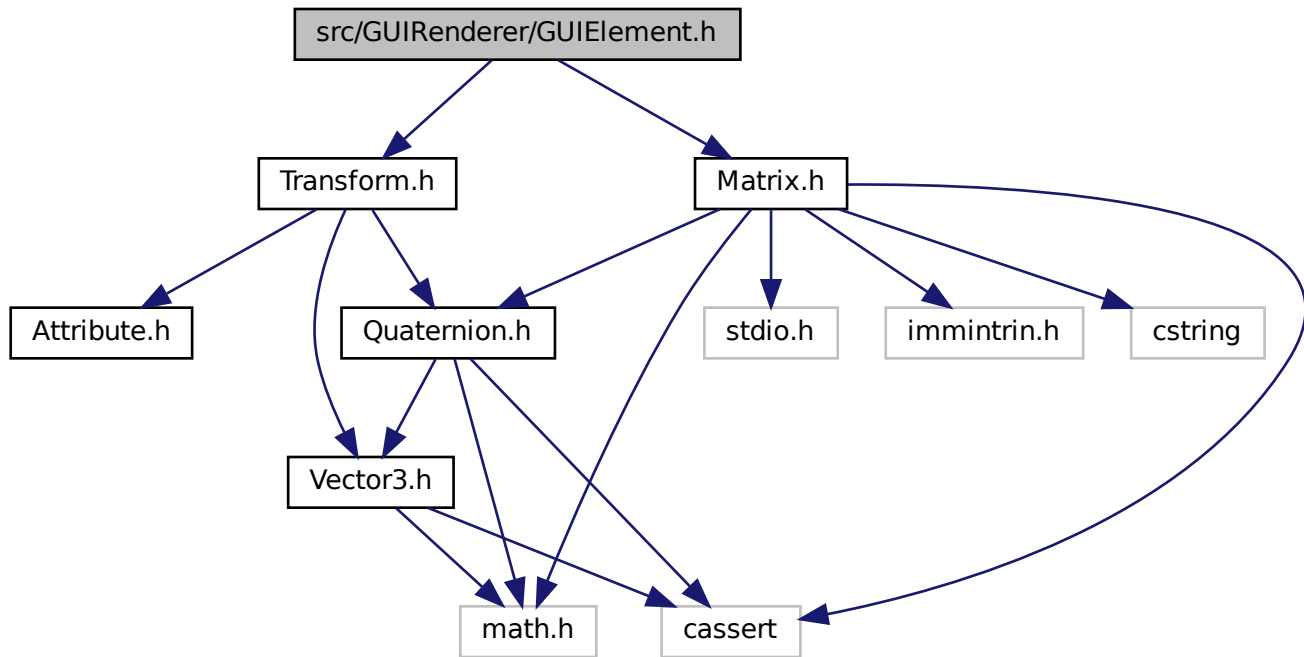 src/GUIRenderer/GUIElement.h
Transform.h
Matrix.h
Attribute.h
Quaternion.h
stdio.h
immintrin.h
cstring
Vector3.h
math.h
cassert